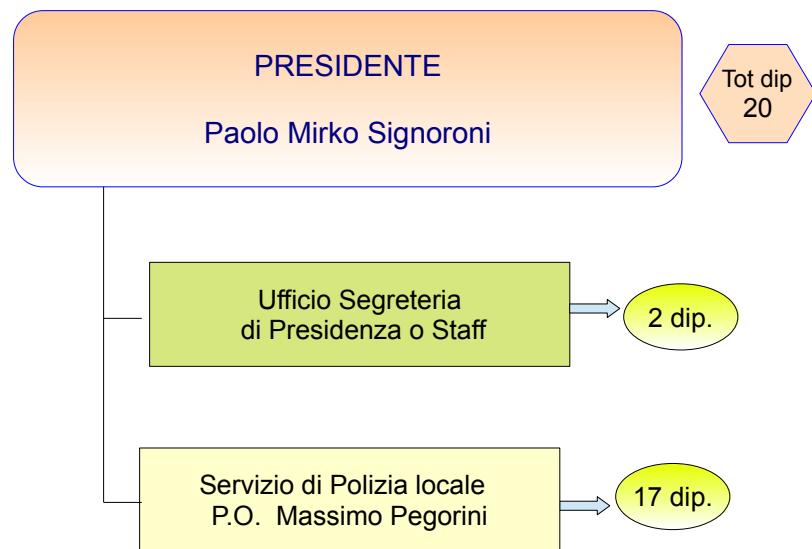 PRESIDENTE
Paolo Mirko Signoroni
Tot dip
20
Ufficio Segreteria
di Presidenza o Staff
2 dip.
Servizio di Polizia locale
P.O. Massimo Pegorini
17 dip.